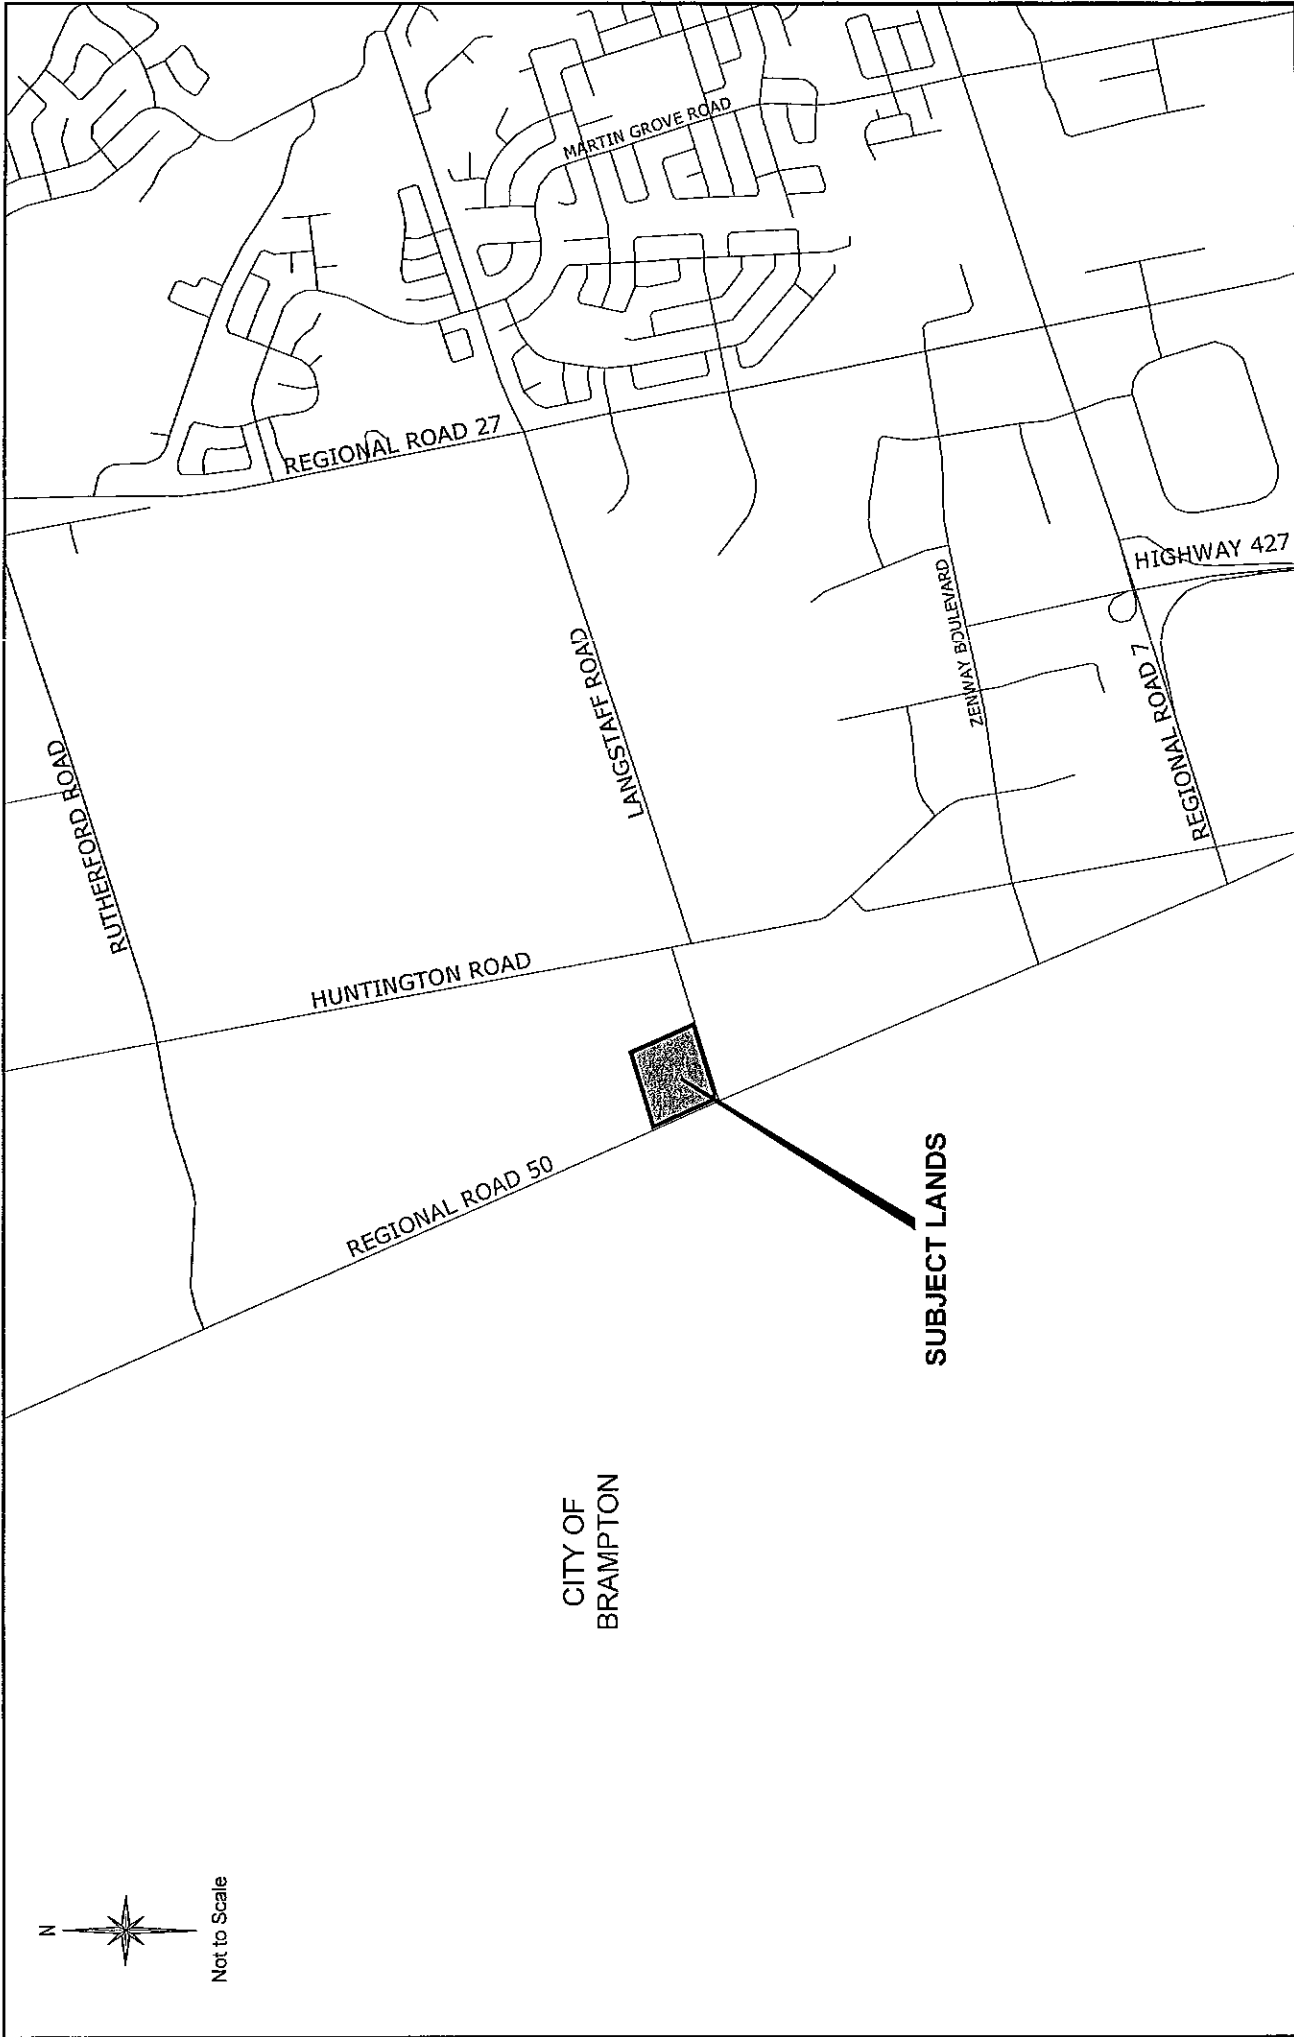 N
Not to Scale
CITY OF
BRAMPTON
RUTHERFORD ROAD
REGIONAL ROAD 50
HUNTINGTON ROAD
REGIONAL ROAD 27
MARTIN GROVE ROAD
LANGSTAFF ROAD
ZENWAY BOULEVARD
REGIONAL ROAD 7
HIGHWAY 427
SUBJECT LANDS